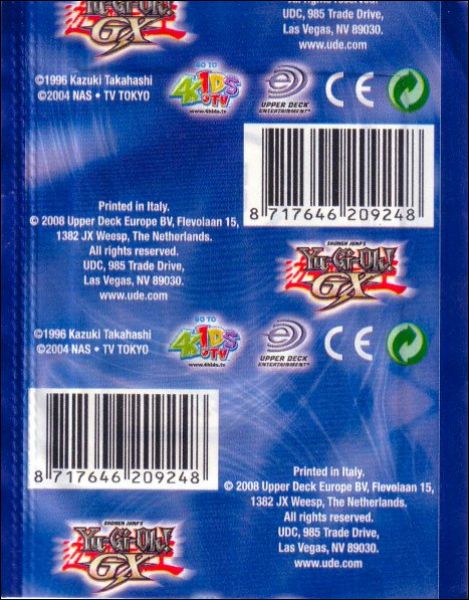 Yu-Gi-Oh!
GX
All rights reserved.
UDC, 985 Trade Drive,
Las Vegas, NV 89030.
www.ude.com
©1996 Kazuki Takahashi
©2004 NAS • TV TOKYO
GO TO
4KiDS
.TV
www.4kids.tv
e
UPPER DECK
ENTERTAINMENT
CE
8 717646 209248
Printed in Italy.
© 2008 Upper Deck Europe BV, Flevolaan 15,
1382 JX Weesp, The Netherlands.
All rights reserved.
UDC, 985 Trade Drive,
Las Vegas, NV 89030.
www.ude.com
SHONEN JUMP'S
Yu-Gi-Oh!
GX
©1996 Kazuki Takahashi
©2004 NAS • TV TOKYO
GO TO
4KiDS
.TV
www.4kids.tv
e
UPPER DECK
ENTERTAINMENT
CE
8 717646 209248
Printed in Italy.
© 2008 Upper Deck Europe BV, Flevolaan 15,
1382 JX Weesp, The Netherlands.
All rights reserved.
UDC, 985 Trade Drive,
Las Vegas, NV 89030.
www.ude.com
SHONEN JUMP'S
Yu-Gi-Oh!
GX